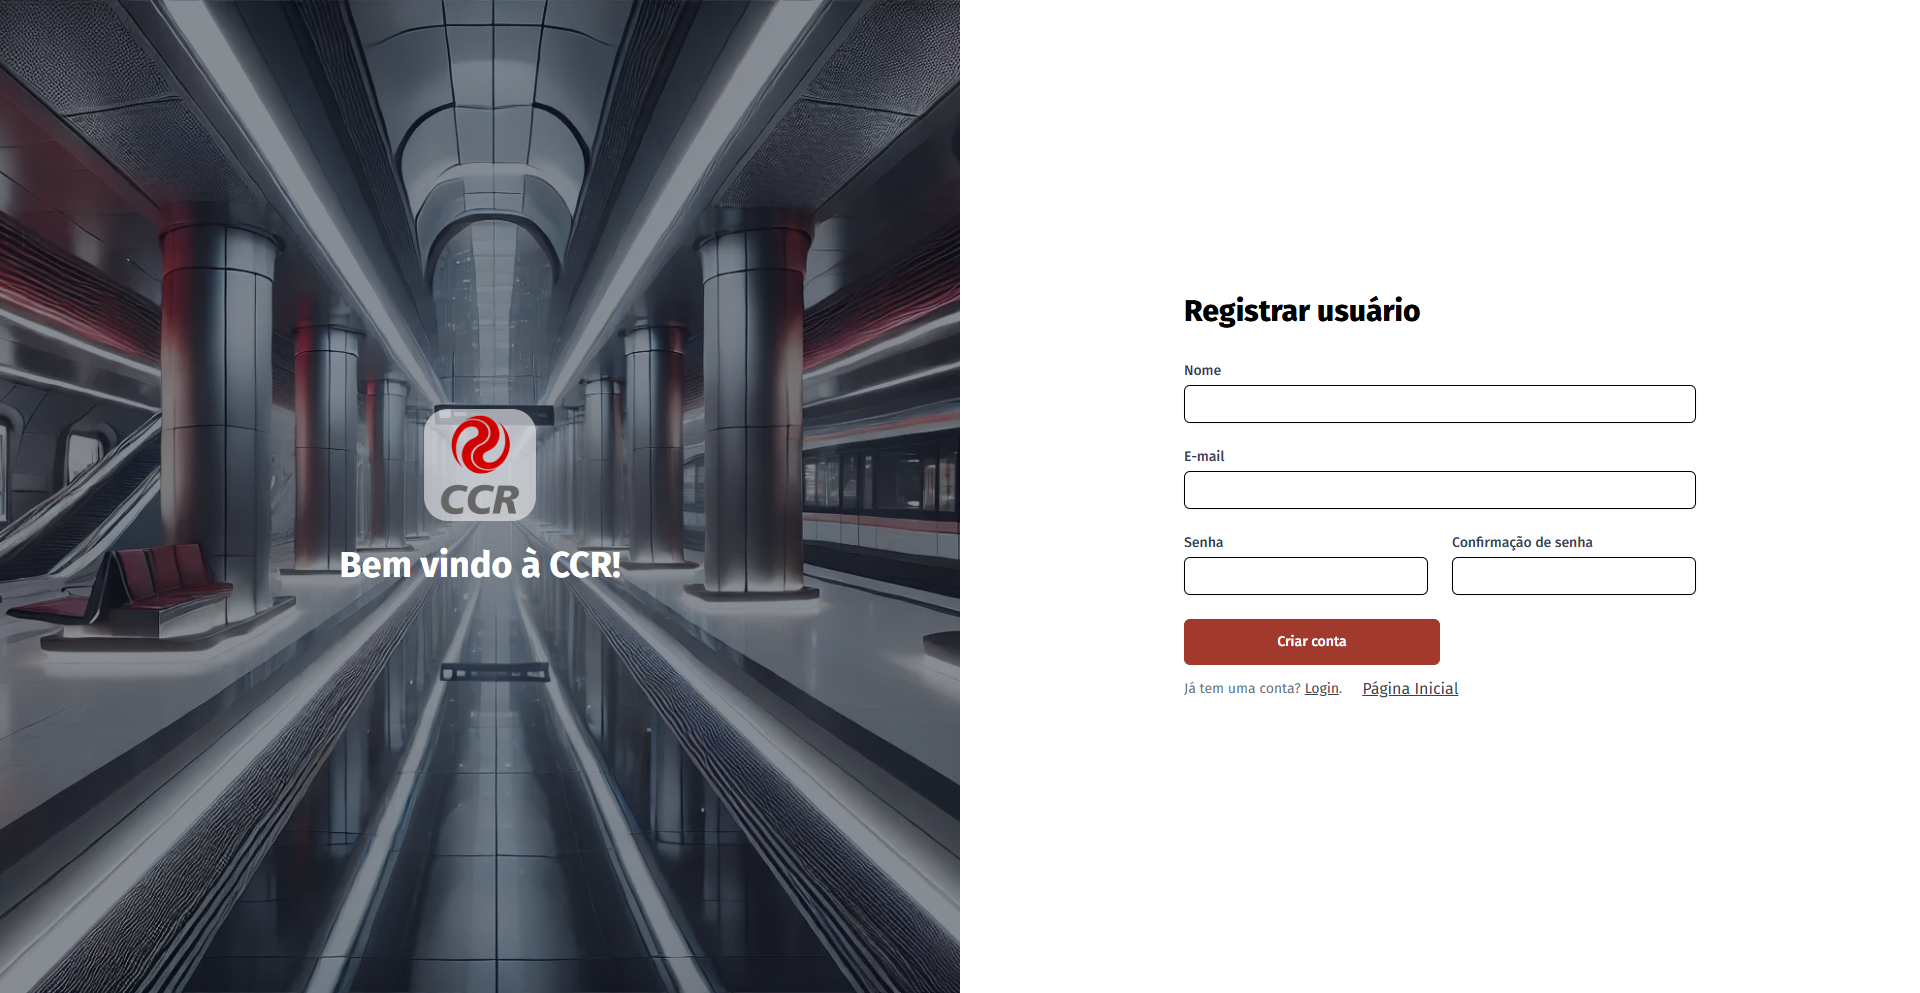 CCR
Bem vindo à CCR!
Registrar usuário
Nome
E-mail
Senha
Confirmação de senha
Criar conta
Já tem uma conta? Login. Página Inicial